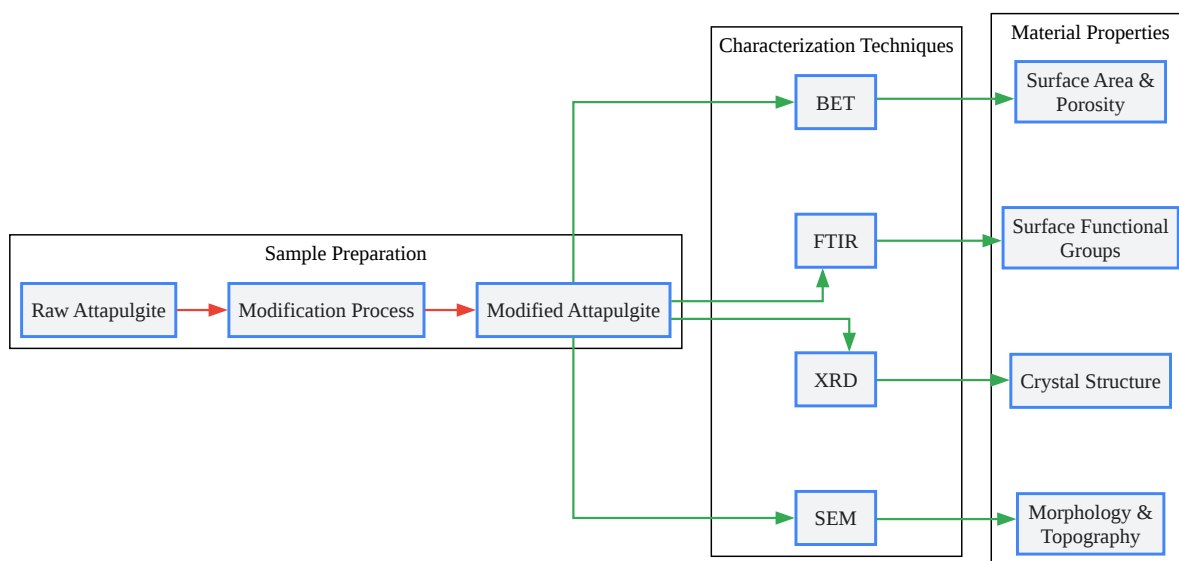 Sample Preparation
Raw Attapulgite
Modification Process
Modified Attapulgite
Characterization Techniques
BET
FTIR
XRD
SEM
Material Properties
Surface Area &
Porosity
Surface Functional
Groups
Crystal Structure
Morphology &
Topography